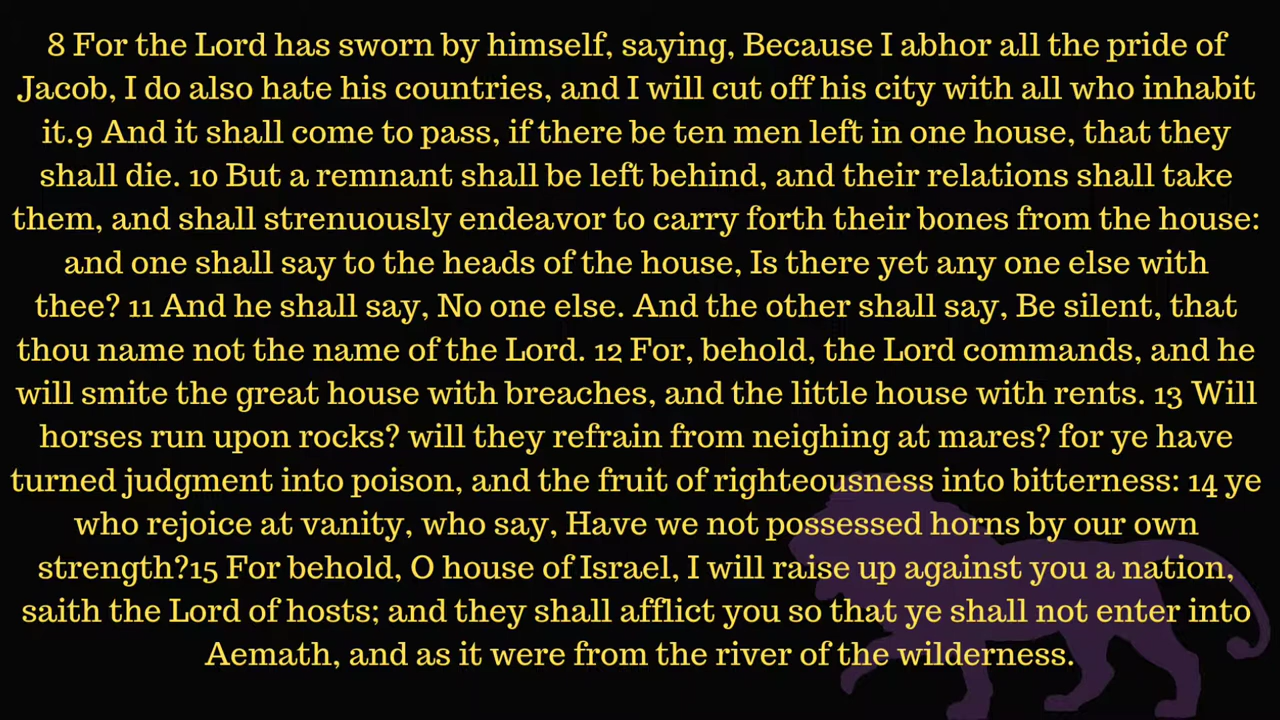 8 For the Lord has sworn by himself, saying, Because I abhor all the pride of
Jacob, I do also hate his countries, and I will cut off his city with all who inhabit
it.9 And it shall come to pass, if there be ten men left in one house, that they
shall die. 10 But a remnant shall be left behind, and their relations shall take
them, and shall strenuously endeavor to carry forth their bones from the house:
and one shall say to the heads of the house, Is there yet any one else with
thee? 11 And he shall say, No one else. And the other shall say, Be silent, that
thou name not the name of the Lord. 12 For, behold, the Lord commands, and he
will smite the great house with breaches, and the little house with rents. 13 Will
horses run upon rocks? will they refrain from neighing at mares? for ye have
turned judgment into poison, and the fruit of righteousness into bitterness: 14 ye
who rejoice at vanity, who say, Have we not possessed horns by our own
strength?15 For behold, O house of Israel, I will raise up against you a nation,
saith the Lord of hosts; and they shall afflict you so that ye shall not enter into
Aemath, and as it were from the river of the wilderness.